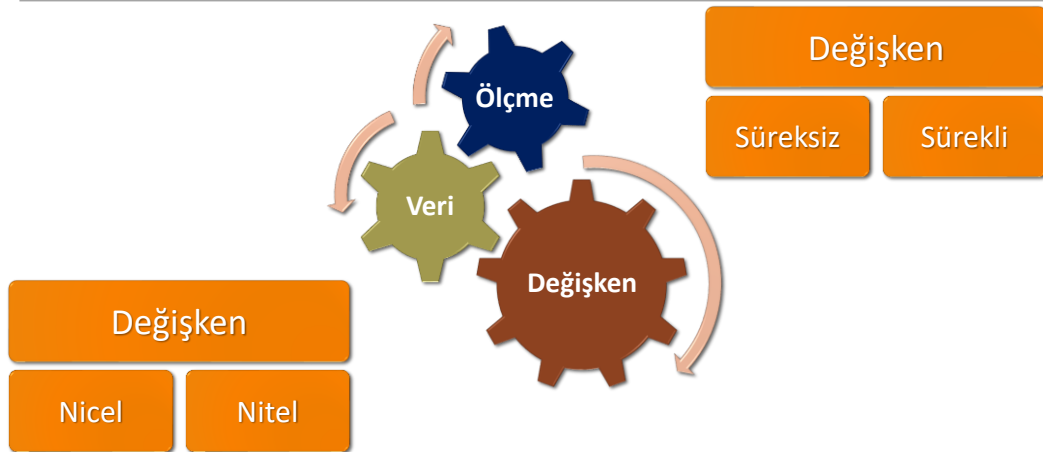 Ölçme
Veri
Değişken
Değişken
Süreksiz
Sürekli
Değişken
Nicel
Nitel